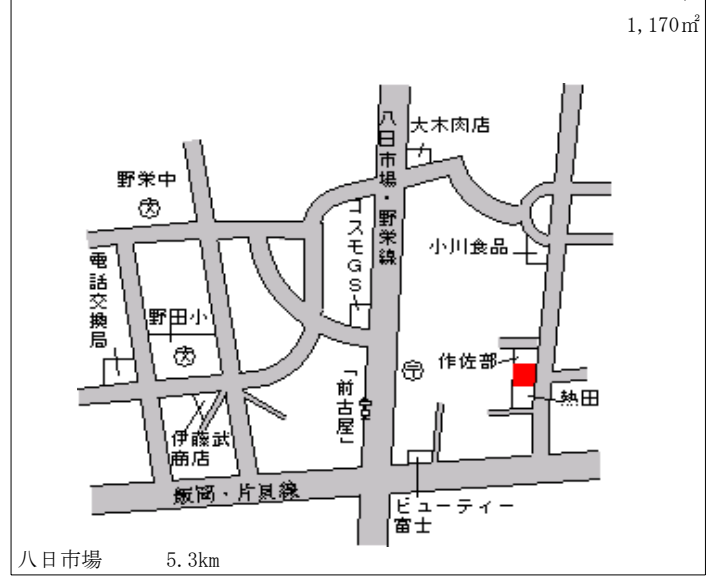 1,170㎡
大木肉店
八日市場・野栄線
野栄中
文
コスモGS
小川食品
電話交換局
野田小
文
〒
作佐部
「前古屋」
熱田
伊藤武
商店
飯岡・片貝線
ビューティー
富士
八日市場 5.3km